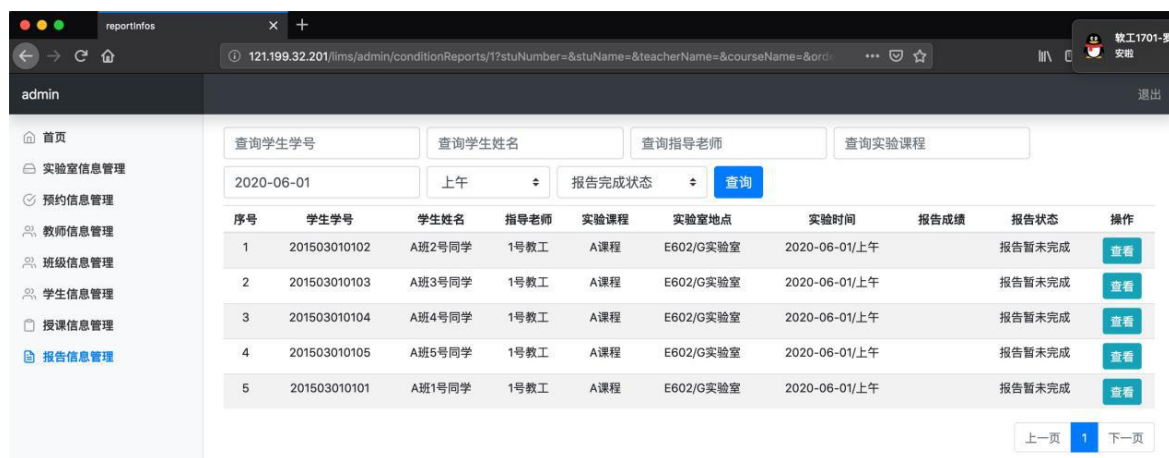 reportInfos
软工1701-罗
安啦
121.199.32.201/lims/admin/conditionReports/1?stuNumber=&stuName=&teacherName=&courseName=&orde
admin 退出
首页
实验室信息管理
预约信息管理
教师信息管理
班级信息管理
学生信息管理
授课信息管理
报告信息管理
查询学生学号 查询学生姓名 查询指导老师 查询实验课程
2020-06-01 上午 报告完成状态 查询
序号 学生学号 学生姓名 指导老师 实验课程 实验室地点 实验时间 报告成绩 报告状态 操作
1 201503010102 A班2号同学 1号教工 A课程 E602/G实验室 2020-06-01/上午 报告暂未完成 查看
2 201503010103 A班3号同学 1号教工 A课程 E602/G实验室 2020-06-01/上午 报告暂未完成 查看
3 201503010104 A班4号同学 1号教工 A课程 E602/G实验室 2020-06-01/上午 报告暂未完成 查看
4 201503010105 A班5号同学 1号教工 A课程 E602/G实验室 2020-06-01/上午 报告暂未完成 查看
5 201503010101 A班1号同学 1号教工 A课程 E602/G实验室 2020-06-01/上午 报告暂未完成 查看
上一页 1 下一页